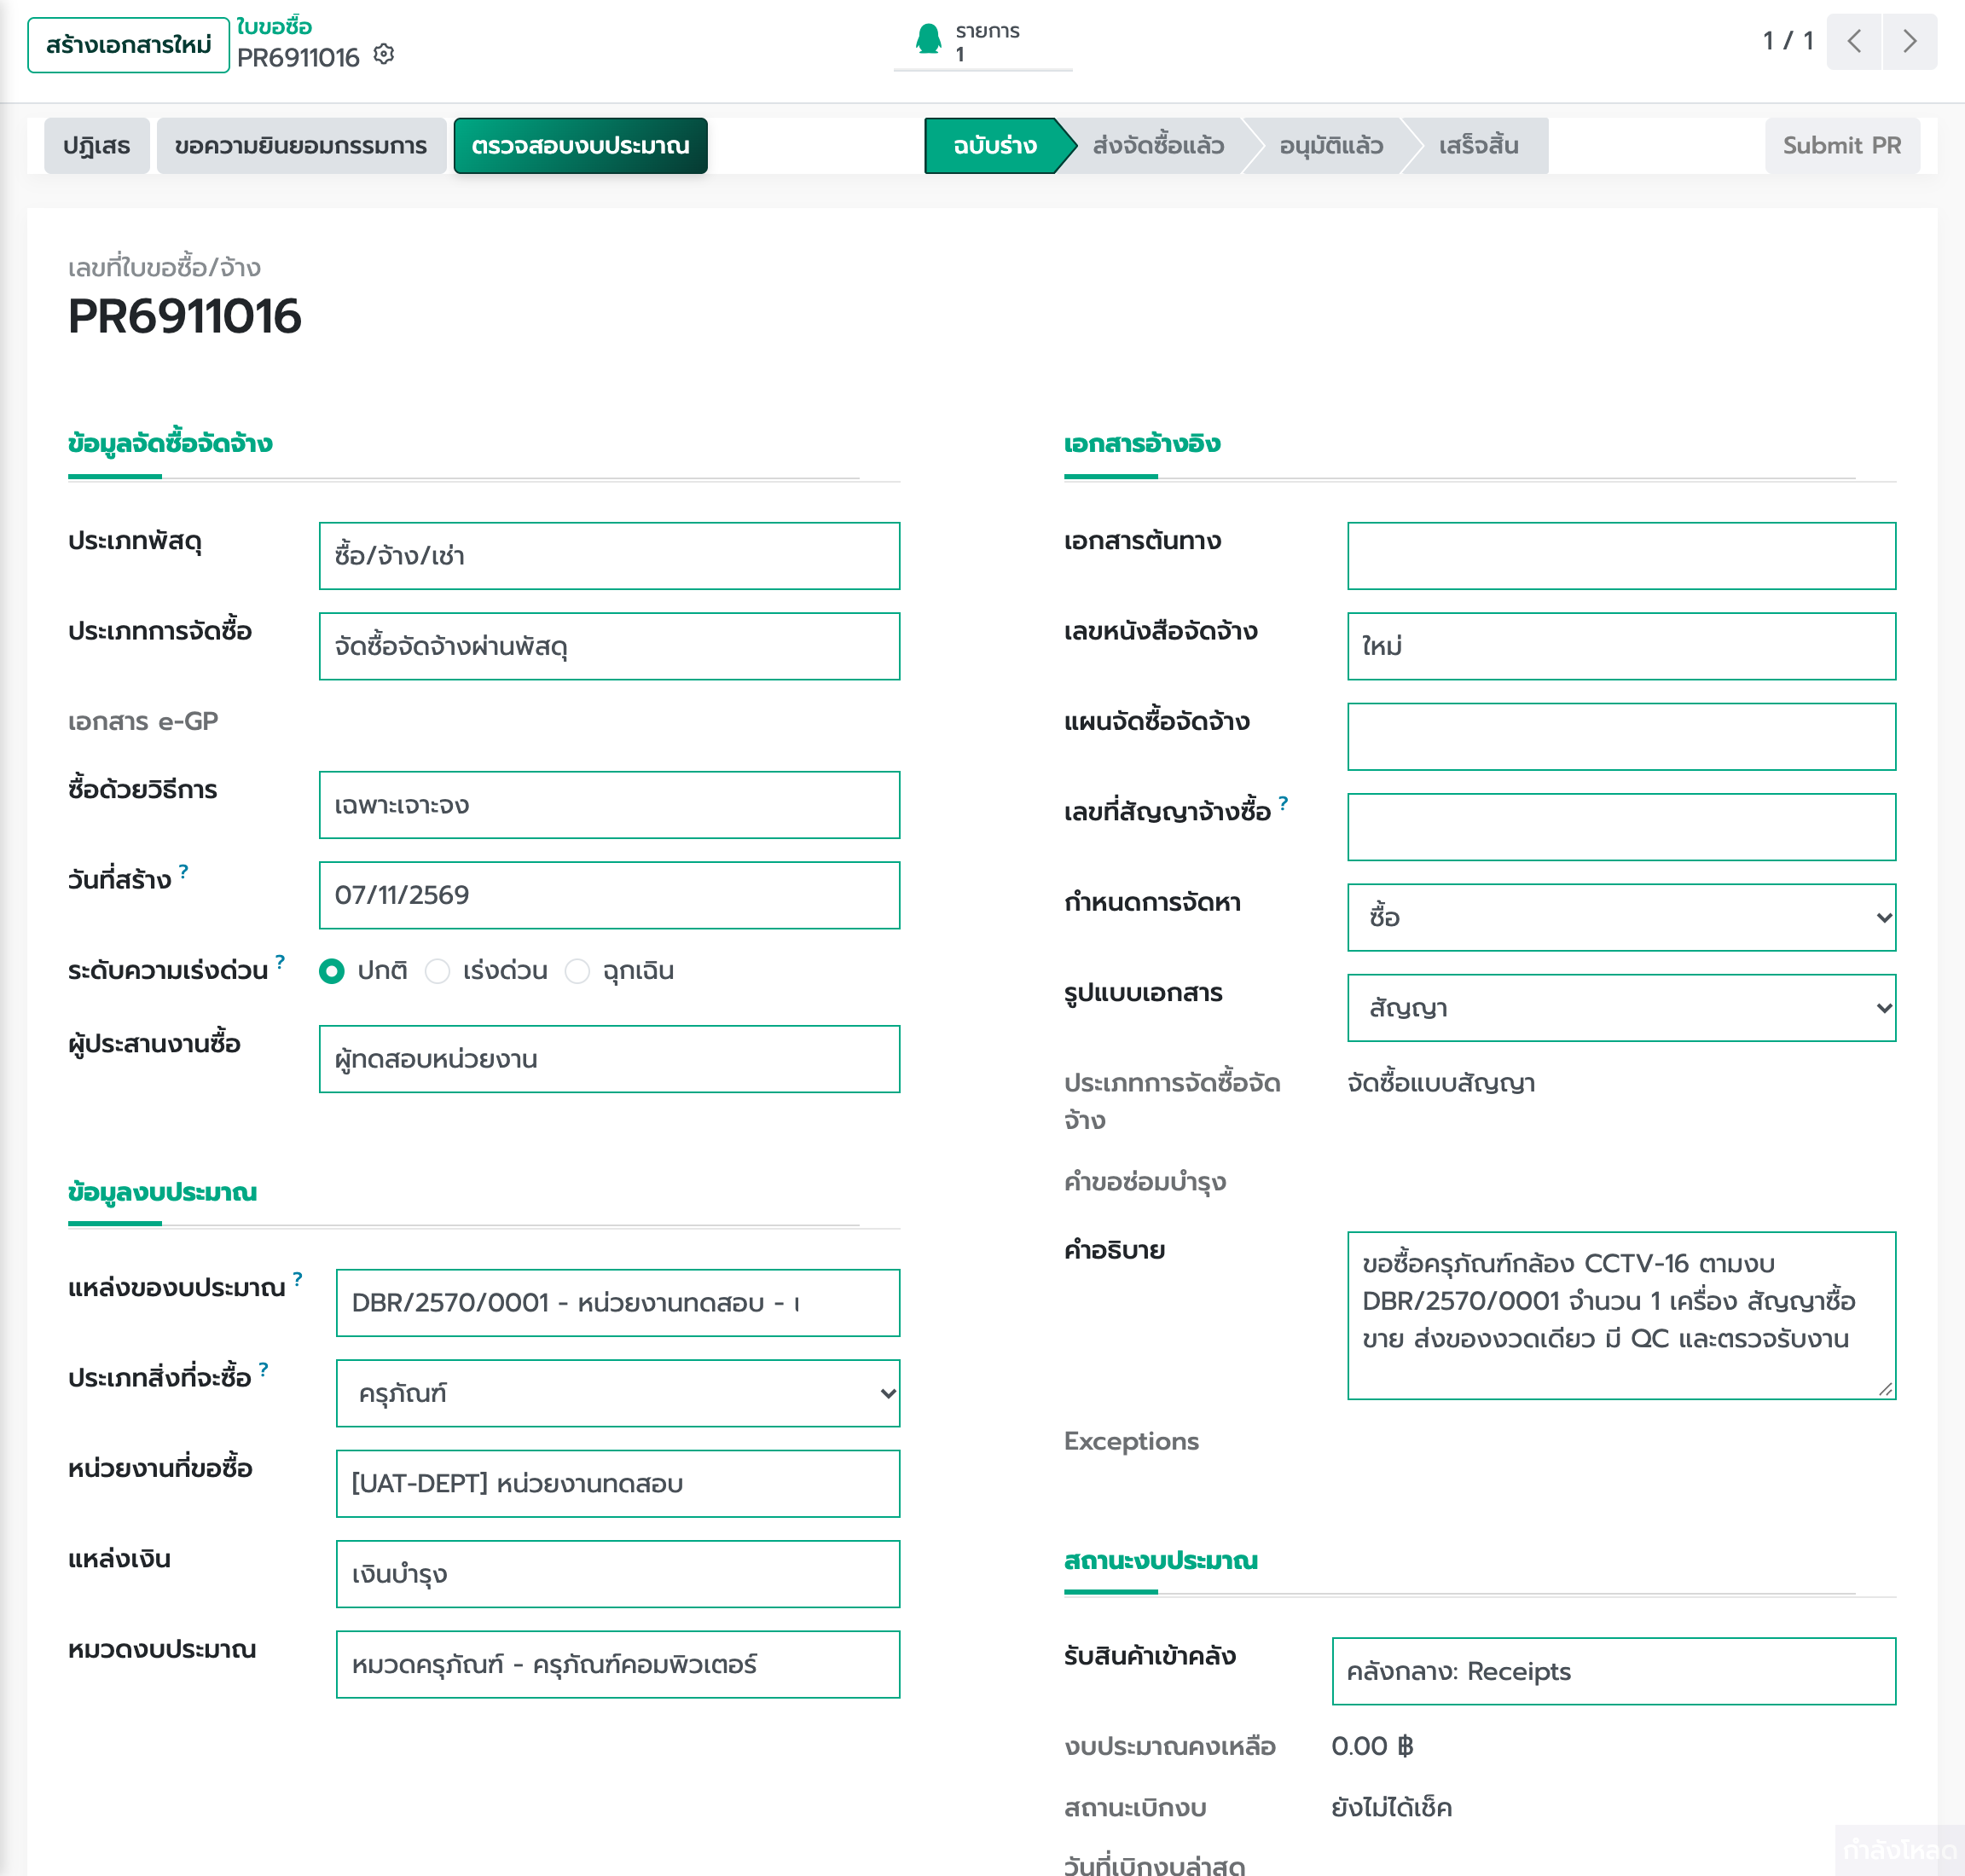 สร้างเอกสารใหม่
ใบขอซื้อ
PR6911016
รายการ
1
1 / 1
ปฏิเสธ
ขอความยินยอมกรรมการ
ตรวจสอบงบประมาณ
ฉบับร่าง
ส่งจัดซื้อแล้ว
อนุมัติแล้ว
เสร็จสิ้น
Submit PR
เลขที่ใบขอซื้อ/จ้าง
PR6911016
ข้อมูลจัดซื้อจัดจ้าง
ประเภทพัสดุ
ซื้อ/จ้าง/เช่า
ประเภทการจัดซื้อ
จัดซื้อจัดจ้างผ่านพัสดุ
เอกสาร e-GP
ซื้อด้วยวิธีการ
เฉพาะเจาะจง
วันที่สร้าง ?
07/11/2569
ระดับความเร่งด่วน ?
ปกติ
เร่งด่วน
ฉุกเฉิน
ผู้ประสานงานซื้อ
ผู้ทดสอบหน่วยงาน
ข้อมูลงบประมาณ
แหล่งของงบประมาณ ?
DBR/2570/0001 - หน่วยงานทดสอบ - เ
ประเภทสิ่งที่จะซื้อ ?
ครุภัณฑ์
หน่วยงานที่ขอซื้อ
[UAT-DEPT] หน่วยงานทดสอบ
แหล่งเงิน
เงินบำรุง
หมวดงบประมาณ
หมวดครุภัณฑ์ - ครุภัณฑ์คอมพิวเตอร์
เอกสารอ้างอิง
เอกสารต้นทาง
เลขหนังสือจัดจ้าง
ใหม่
แผนจัดซื้อจัดจ้าง
เลขที่สัญญาจ้างซื้อ ?
กำหนดการจัดหา
ซื้อ
รูปแบบเอกสาร
สัญญา
ประเภทการจัดซื้อจัด
จ้าง
จัดซื้อแบบสัญญา
คำขอซ่อมบำรุง
คำอธิบาย
ขอซื้อครุภัณฑ์กล้อง CCTV-16 ตามงบ
DBR/2570/0001 จำนวน 1 เครื่อง สัญญาซื้อ
ขาย ส่งของงวดเดียว มี QC และตรวจรับงาน
Exceptions
สถานะงบประมาณ
รับสินค้าเข้าคลัง
คลังกลาง: Receipts
งบประมาณคงเหลือ
0.00 ฿
สถานะเบิกงบ
ยังไม่ได้เช็ค
วันที่เบิกงบล่าสุด
กำลังโหลด